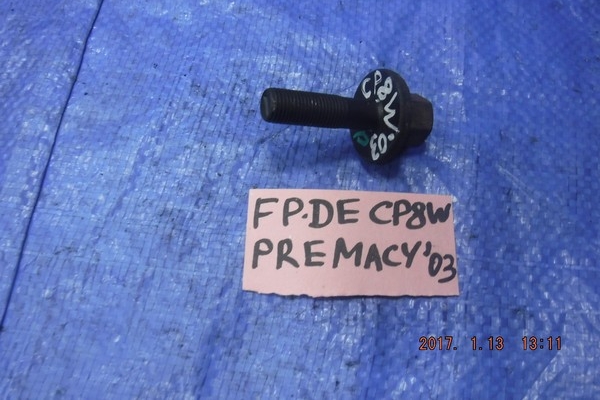 CP8W·03
FP.DE CP8W
PREMACY'03
2017. 1.13 13:11